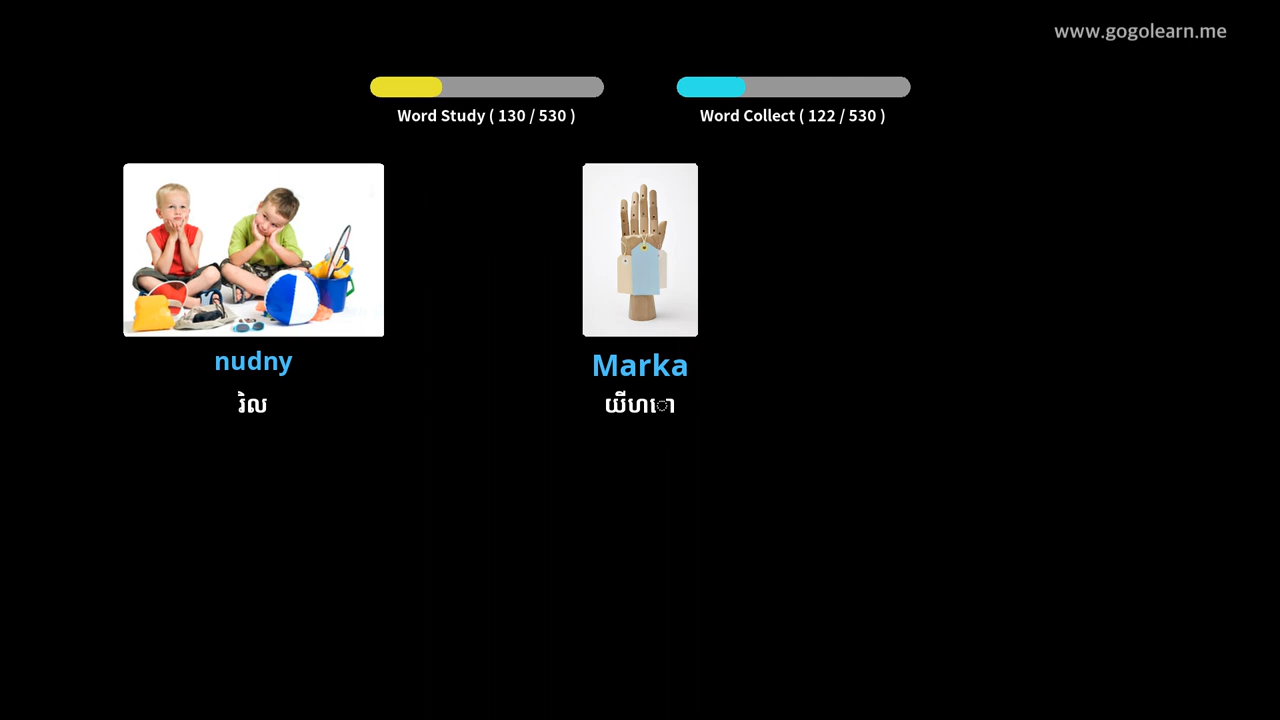 www.gogolearn.me
Word Study ( 130 / 530 )
Word Collect ( 122 / 530 )
nudny
Marka
រិល
យីហោ